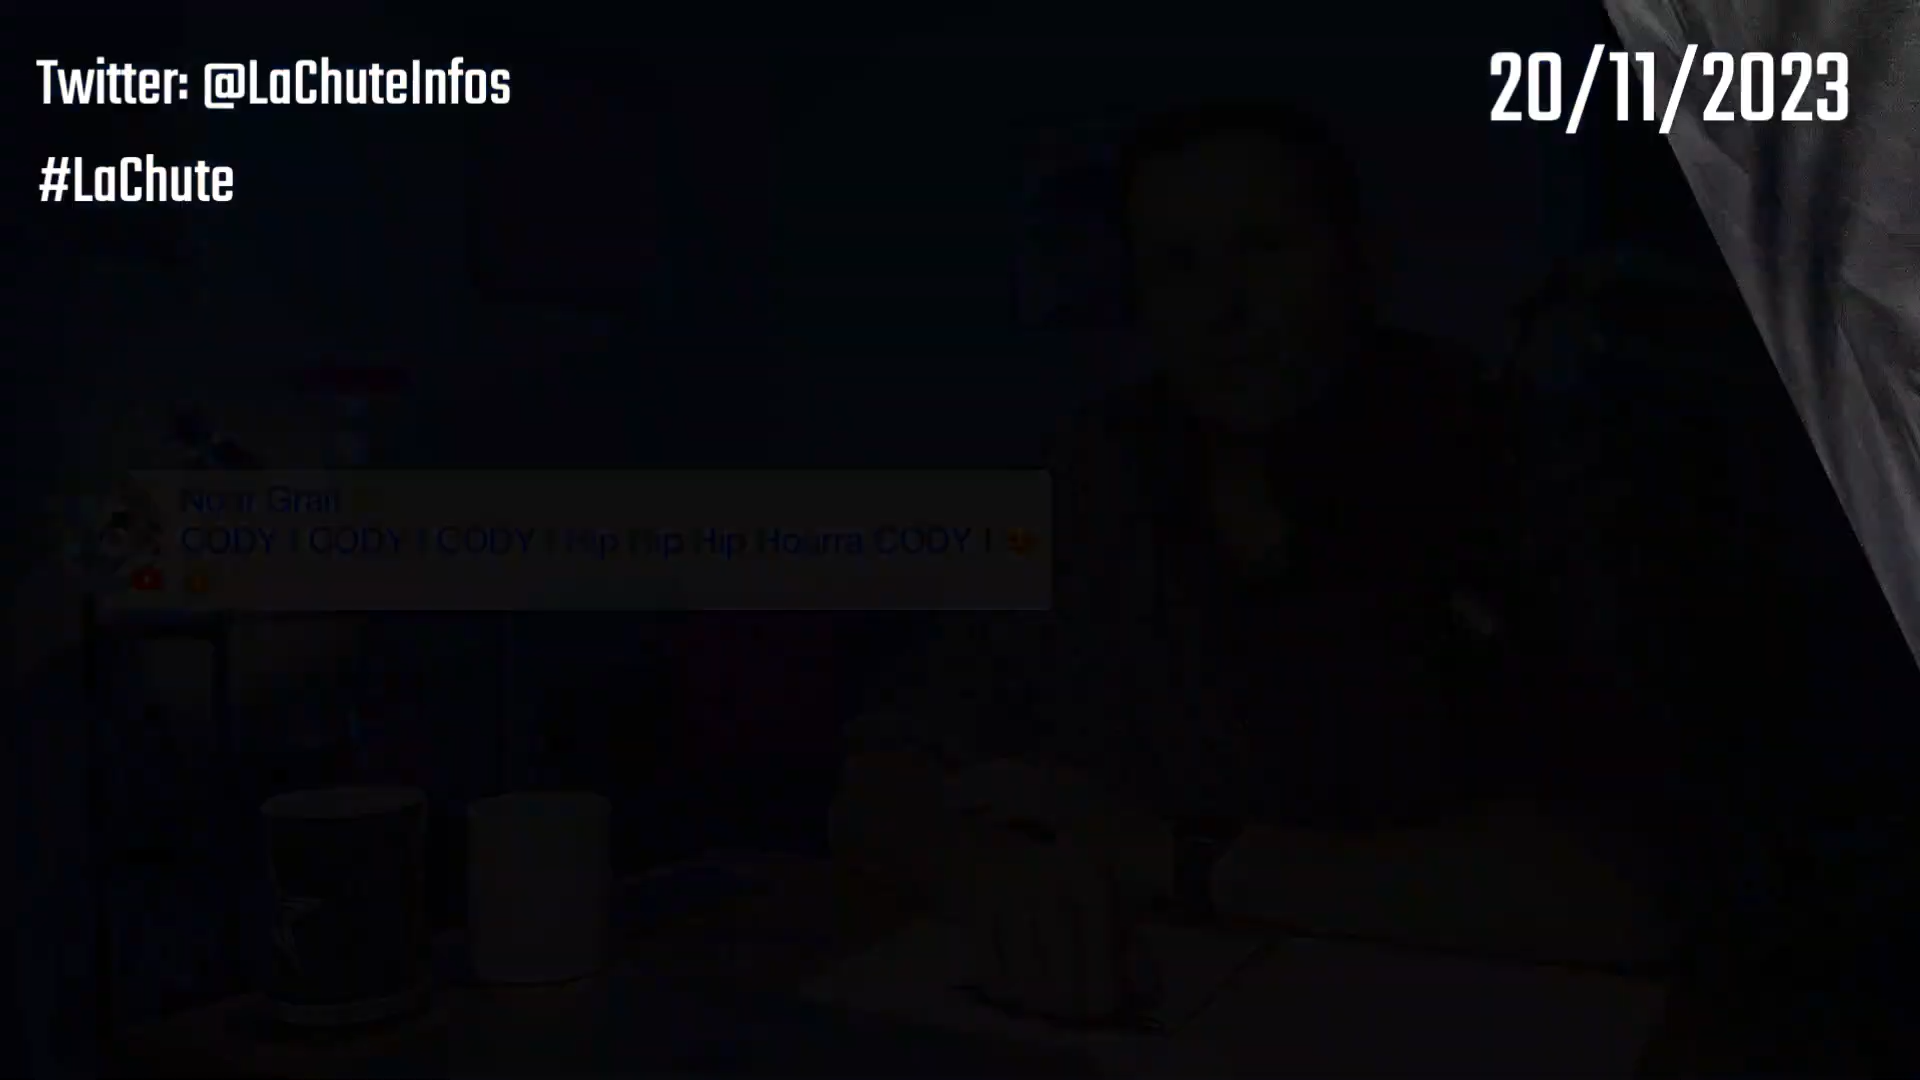 Twitter: @LaChuteInfos
20/11/2023
#LaChute
CODY ! CODY ! CODY ! Hip Hip Hip Hourra CODY !